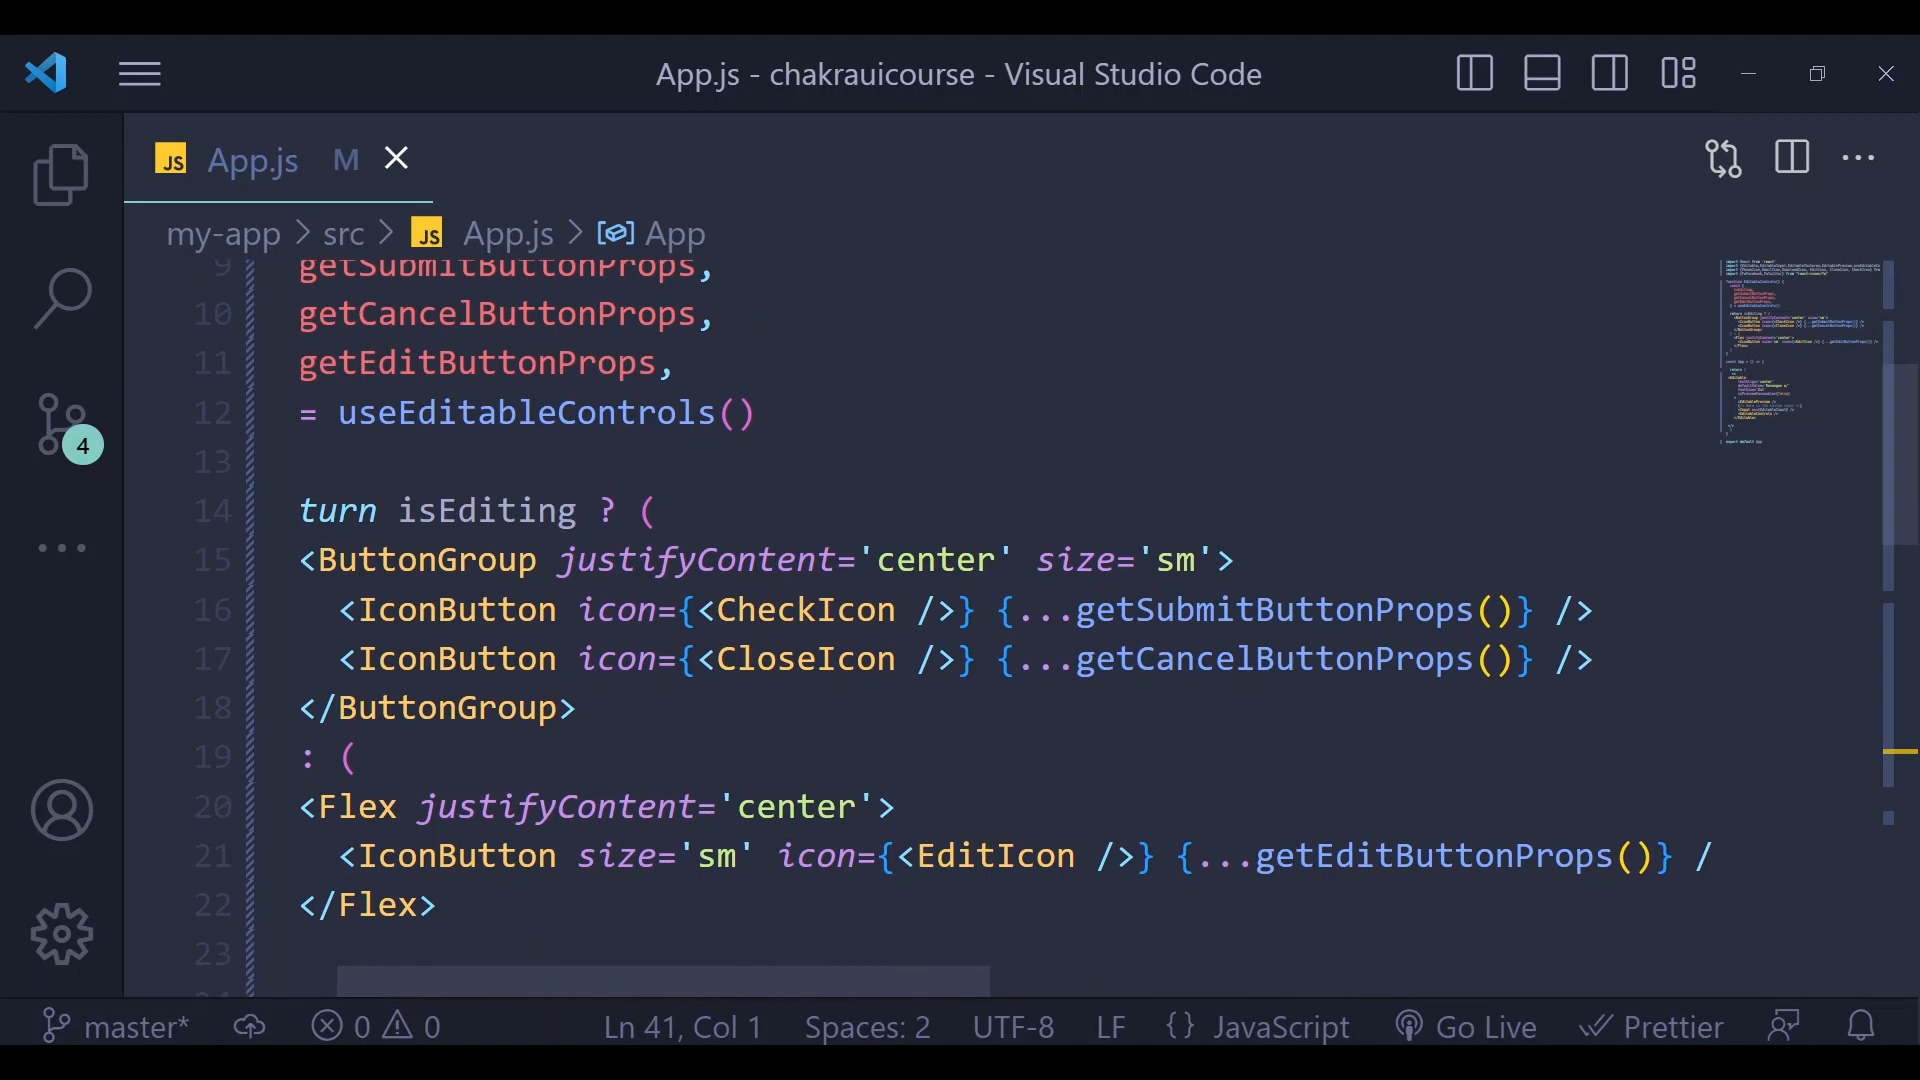 App.js - chakrauicourse - Visual Studio Code
JS App.js M
my-app > src > JS App.js > App
9 getSubmitButtonProps,
10 getCancelButtonProps,
11 getEditButtonProps,
12 = useEditableControls()
13
14 turn isEditing ? (
15 <ButtonGroup justifyContent='center' size='sm'>
16 <IconButton icon={<CheckIcon />} {...getSubmitButtonProps()} />
17 <IconButton icon={<CloseIcon />} {...getCancelButtonProps()} />
18 </ButtonGroup>
19 : (
20 <Flex justifyContent='center'>
21 <IconButton size='sm' icon={<EditIcon />} {...getEditButtonProps()} /
22 </Flex>
23
4
master* 0 0 Ln 41, Col 1 Spaces: 2 UTF-8 LF {} JavaScript Go Live Prettier